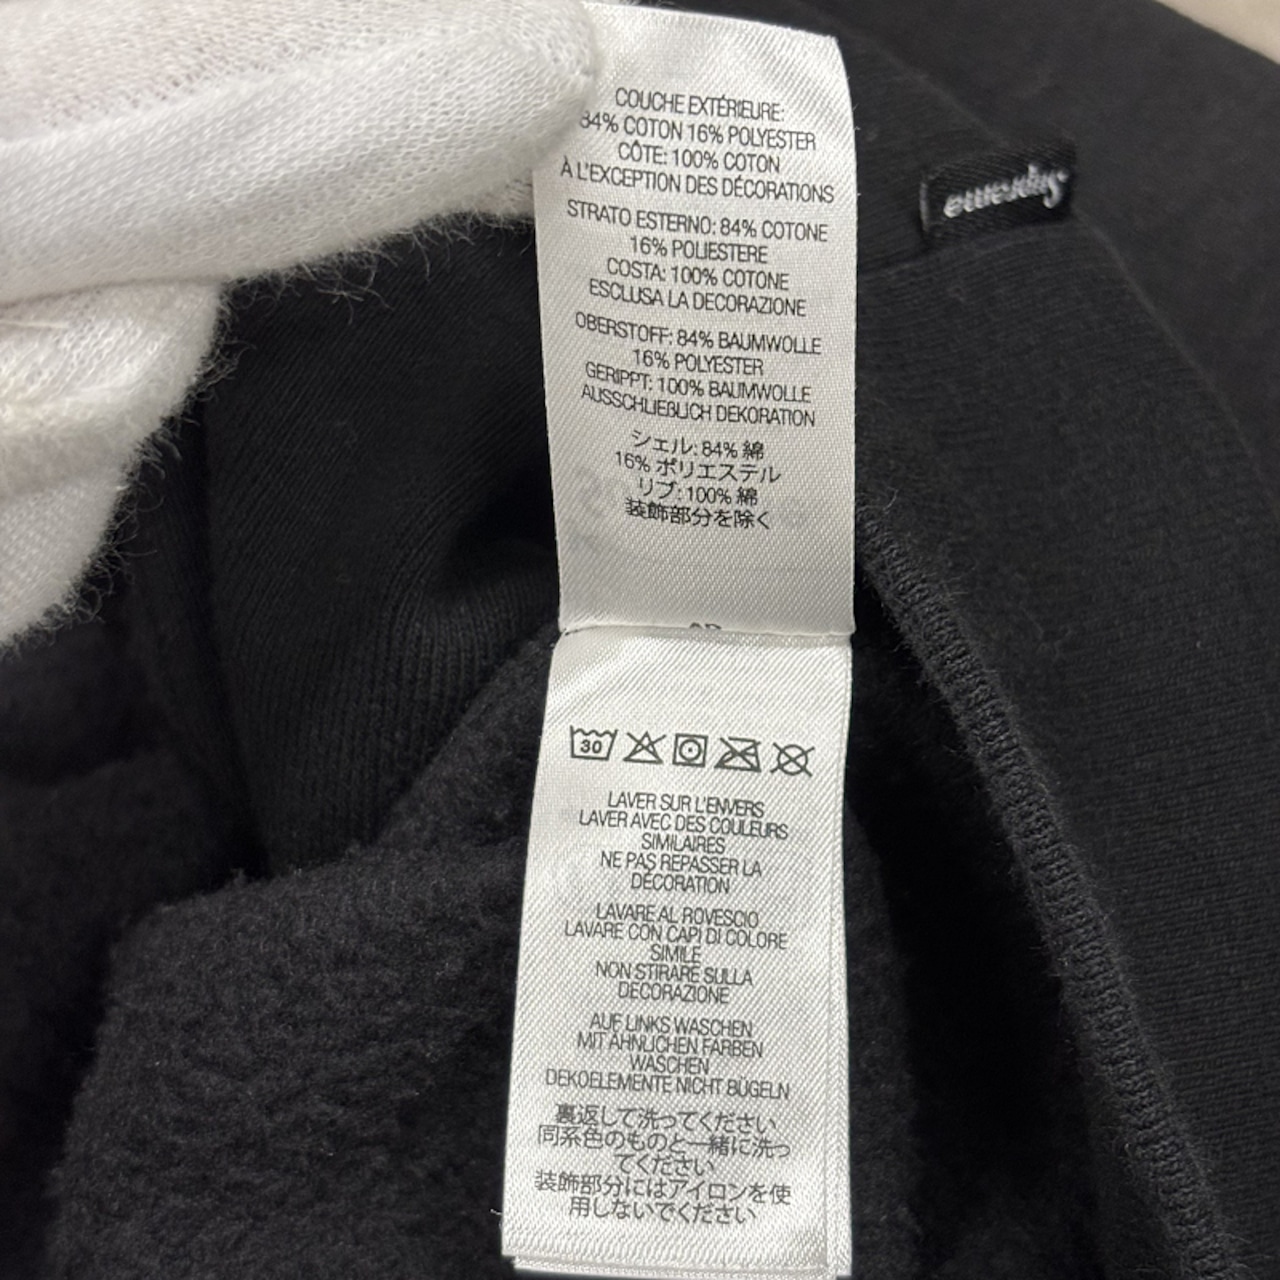 COUCHE EXTÉRIEURE:
84% COTON 16% POLYESTER
CÔTE: 100% COTON
À L'EXCEPTION DES DÉCORATIONS
STRATO ESTERNO: 84% COTONE
16% POLIESTERE
COSTA: 100% COTONE
ESCLUSA LA DECORAZIONE
OBERSTOFF: 84% BAUMWOLLE
16% POLYESTER
GERIPPT: 100% BAUMWOLLE
AUSSCHLIEẞLICH DEKORATION
シェル: 84% 綿
16% ポリエステル
リブ: 100% 綿
装飾部分を除く
30
LAVER SUR L'ENVERS
LAVER AVEC DES COULEURS
SIMILAIRES
NE PAS REPASSER LA
DÉCORATION
LAVARE AL ROVESCIO
LAVARE CON CAPI DI COLORE
SIMILE
NON STIRARE SULLA
DECORAZIONE
AUF LINKS WASCHEN
MIT ÄHNLICHEN FARBEN
WASCHEN
DEKOELEMENTE NICHT BÜGELN
裏返して洗ってください
同系色のものと一緒に洗っ
てください
装飾部分にはアイロンを使
用しないでください
Supreme